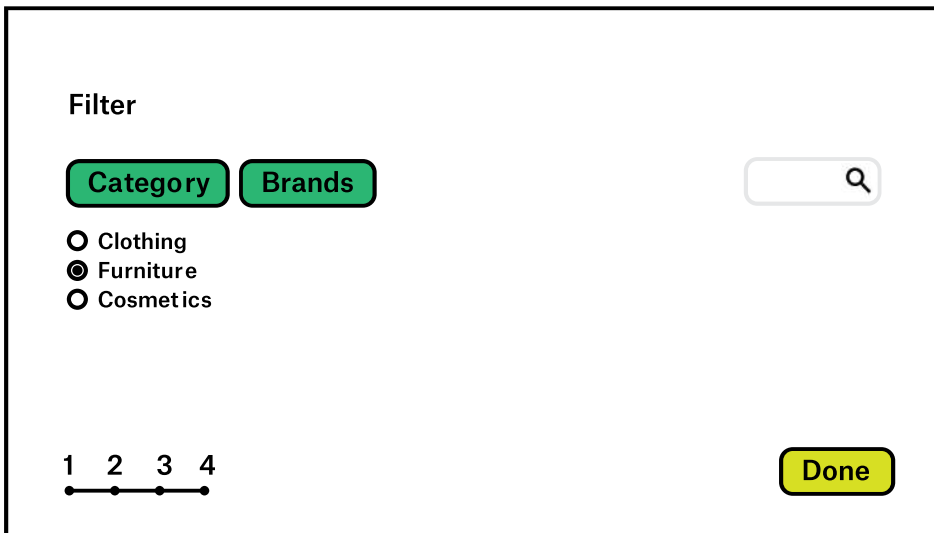 Filter
Category Brands
Clothing
Furniture
Cosmetics
1 2 3 4
Done